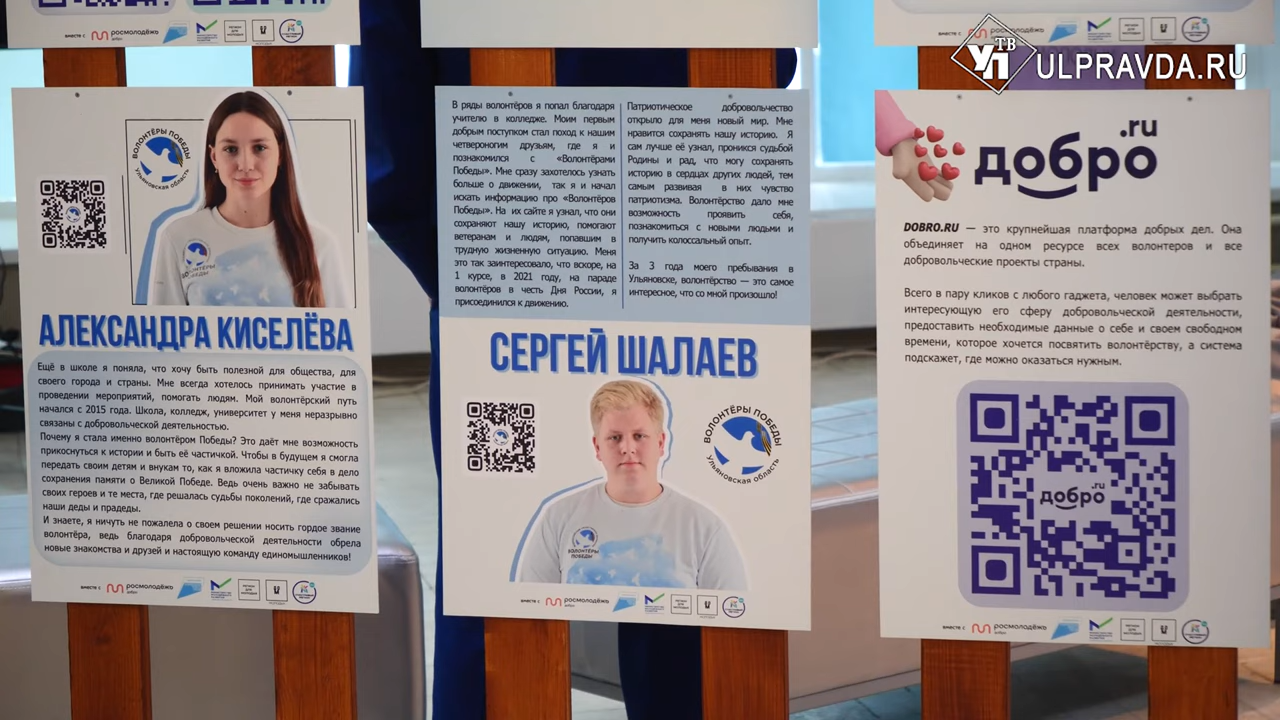 вместе с
росмолодёжь
УП ТВ
ULPRAVDA.RU
ВОЛОНТЁРЫ ПОБЕДЫ
Ульяновская область
ВОЛОНТЁРЫ
ПОБЕДЫ
АЛЕКСАНДРА КИСЕЛЁВА
Ещё в школе я поняла, что хочу быть полезной для общества, для
своего города и страны. Мне всегда хотелось принимать участие в
проведении мероприятий, помогать людям. Мой волонтёрский путь
начался с 2015 года. Школа, колледж, университет у меня неразрывно
связаны с добровольческой деятельностью.
Почему я стала именно волонтёром Победы? Это даёт мне возможность
прикоснуться к истории и быть её частичкой. Чтобы в будущем я смогла
передать своим детям и внукам то, как я вложила частичку себя в дело
сохранения памяти о Великой Победе. Ведь очень важно не забывать
своих героев и те места, где решалась судьбы поколений, где сражались
наши деды и прадеды.
И знаете, я ничуть не пожалела о своем решении носить гордое звание
волонтёра, ведь благодаря добровольческой деятельности обрела
новые знакомства и друзей и настоящую команду единомышленников!
вместе с
росмолодёжь
В ряды волонтёров я попал благодаря
учителю в колледже. Моим первым
добрым поступком стал поход к нашим
четвероногим друзьям, где я и
познакомился с «Волонтёрами
Победы». Мне сразу захотелось узнать
больше о движении, так я и начал
искать информацию про «Волонтёров
Победы». На их сайте я узнал, что они
сохраняют нашу историю, помогают
ветеранам и людям, попавшим в
трудную жизненную ситуацию. Меня
это так заинтересовало, что вскоре, на
1 курсе, в 2021 году, на параде
волонтёров в честь Дня России, я
присоединился к движению.
Патриотическое добровольчество
открыло для меня новый мир. Мне
нравится сохранять нашу историю. Я
сам лучше её узнал, проникся судьбой
Родины и рад, что могу сохранять
историю в сердцах других людей, тем
самым развивая в них чувство
патриотизма. Волонтёрство дало мне
возможность проявить себя,
познакомиться с новыми людьми и
получить колоссальный опыт.
За 3 года моего пребывания в
Ульяновске, волонтёрство — это самое
интересное, что со мной произошло!
СЕРГЕЙ ШАЛАЕВ
ВОЛОНТЁРЫ ПОБЕДЫ
Ульяновская область
ВОЛОНТЁРЫ
ПОБЕДЫ
вместе с
росмолодёжь
вместе с
росмолодёжь
добро.ru
DOBRO.RU — это крупнейшая платформа добрых дел. Она
объединяет на одном ресурсе всех волонтеров и все
добровольческие проекты страны.
Всего в пару кликов с любого гаджета, человек может выбрать
интересующую его сферу добровольческой деятельности,
предоставить необходимые данные о себе и своем свободном
времени, которое хочется посвятить волонтёрству, а система
подскажет, где можно оказаться нужным.
добро.ru
вместе с
росмолодёжь